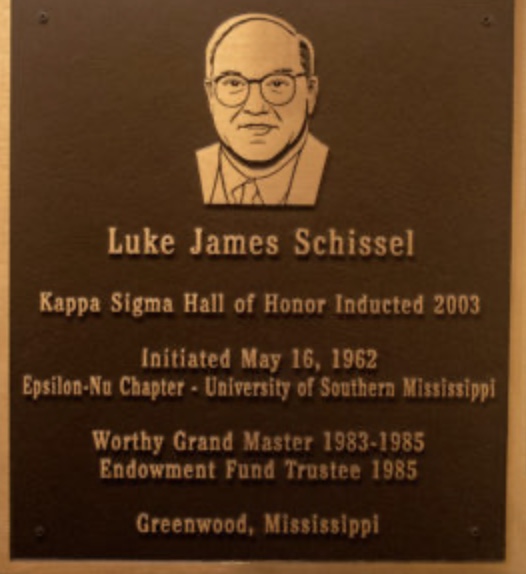 Luke James Schissel
Kappa Sigma Hall of Honor Inducted 2003
Initiated May 16, 1962
Epsilon-Nu Chapter - University of Southern Mississippi
Worthy Grand Master 1983-1985
Endowment Fund Trustee 1985
Greenwood, Mississippi